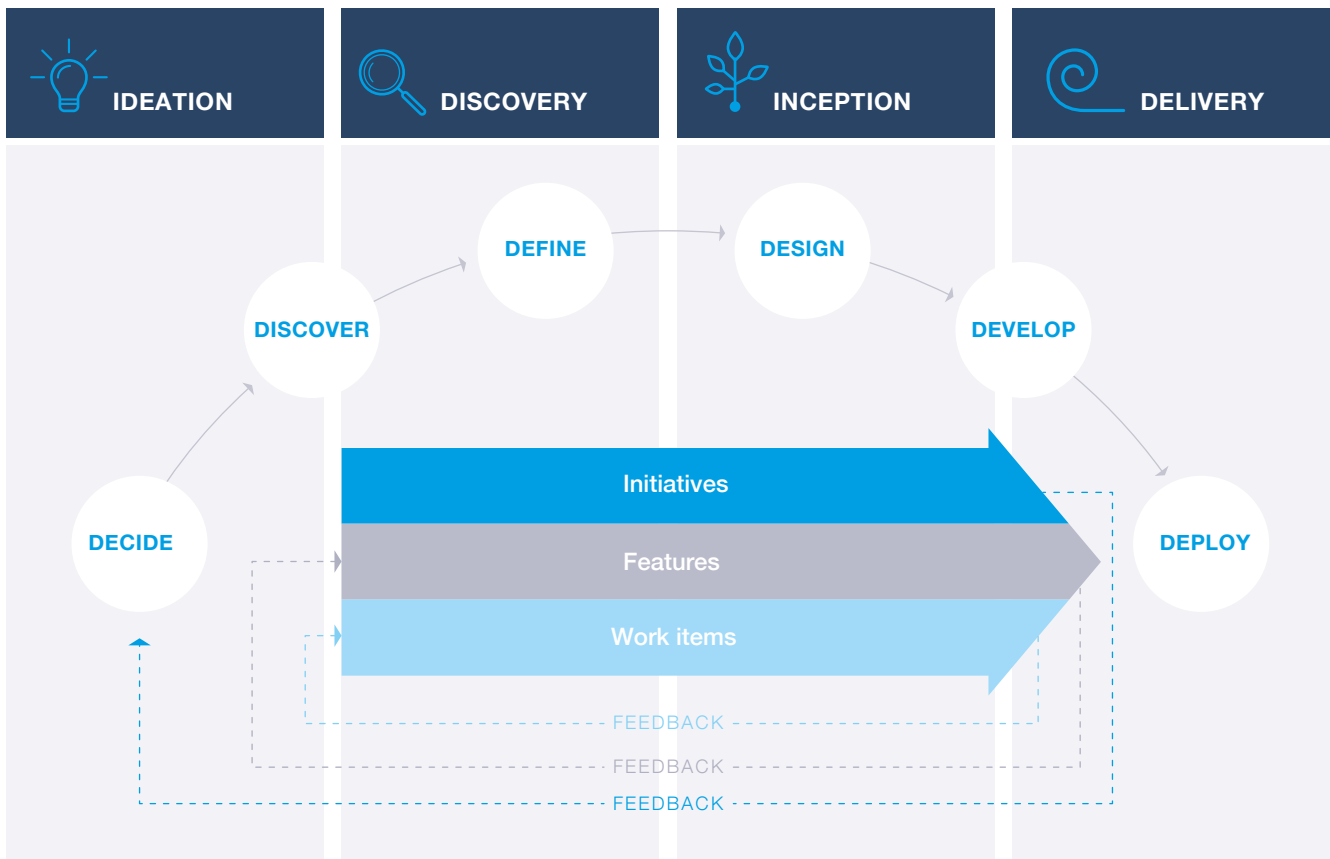 IDEATION
DISCOVERY
INCEPTION
DELIVERY
DEFINE
DESIGN
DISCOVER
DEVELOP
Initiatives
DECIDE
DEPLOY
Features
Work items
FEEDBACK
FEEDBACK
FEEDBACK